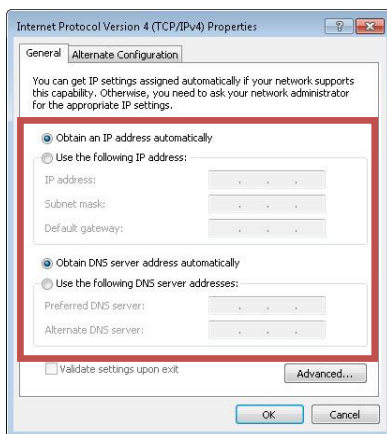 Internet Protocol Version 4 (TCP/IPv4) Properties
General
Alternate Configuration
You can get IP settings assigned automatically if your network supports
this capability. Otherwise, you need to ask your network administrator
for the appropriate IP settings.
Obtain an IP address automatically
Use the following IP address:
IP address:
Subnet mask:
Default gateway:
Obtain DNS server address automatically
Use the following DNS server addresses:
Preferred DNS server:
Alternate DNS server:
Validate settings upon exit
Advanced...
OK
Cancel